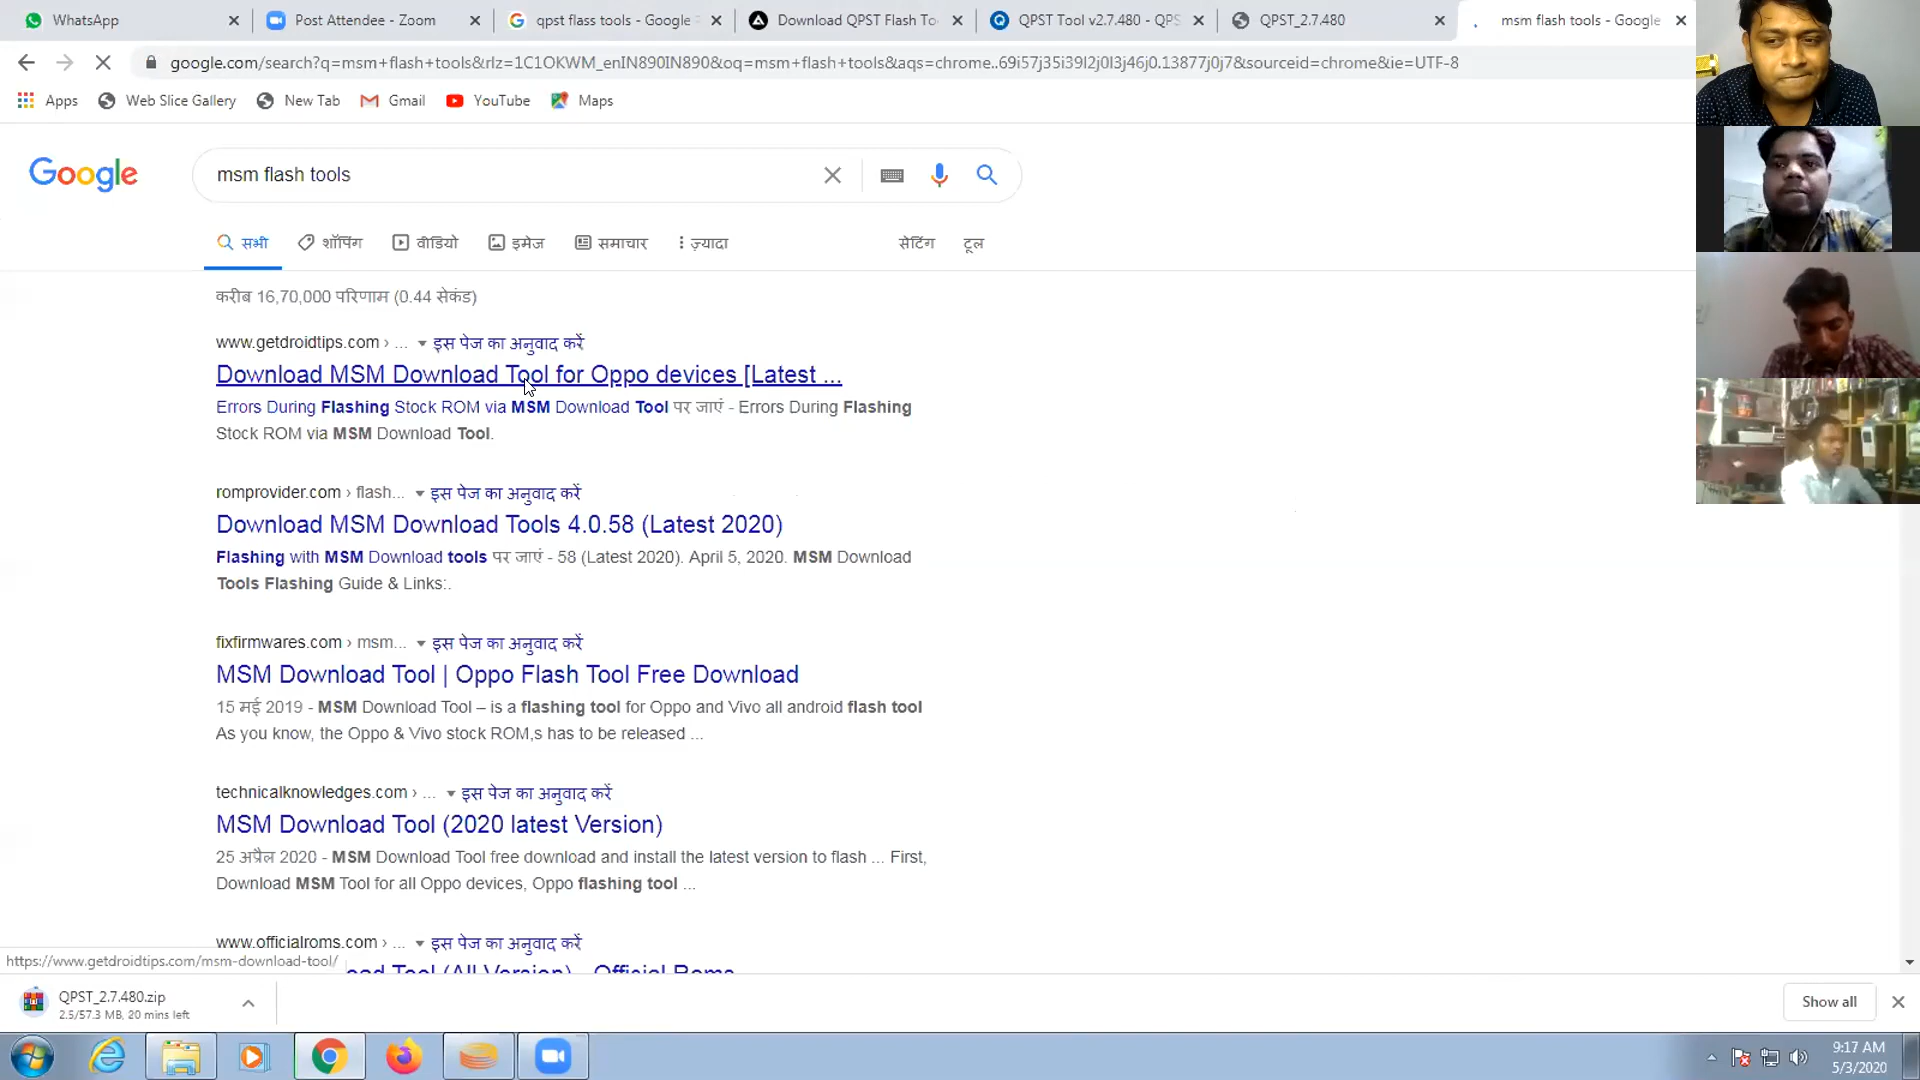 WhatsApp
Post Attendee - Zoom
qpst flass tools - Google
Download QPST Flash To
QPST Tool v2.7.480 - QPS
QPST_2.7.480
msm flash tools - Google
google.com/search?q=msm+flash+tools&rlz=1C1OKWM_enIN890IN890&oq=msm+flash+tools&aqs=chrome..69i57j35i39l2j0l3j46j0.13877j0j7&sourceid=chrome&ie=UTF-8
Apps Web Slice Gallery New Tab Gmail YouTube Maps
Google
msm flash tools
सभी शॉपिंग वीडियो इमेज समाचार ज़्यादा सेटिंग टूल
करीब 16,70,000 परिणाम (0.44 सेकंड)
www.getdroidtips.com › ... इस पेज का अनुवाद करें
Download MSM Download Tool for Oppo devices [Latest ...
Errors During Flashing Stock ROM via MSM Download Tool पर जाएं - Errors During Flashing
Stock ROM via MSM Download Tool.
romprovider.com › flash... इस पेज का अनुवाद करें
Download MSM Download Tools 4.0.58 (Latest 2020)
Flashing with MSM Download tools पर जाएं - 58 (Latest 2020). April 5, 2020. MSM Download
Tools Flashing Guide & Links:.
fixfirmwares.com › msm... इस पेज का अनुवाद करें
MSM Download Tool | Oppo Flash Tool Free Download
15 मई 2019 - MSM Download Tool – is a flashing tool for Oppo and Vivo all android flash tool
As you know, the Oppo & Vivo stock ROM,s has to be released ...
technicalknowledges.com › ... इस पेज का अनुवाद करें
MSM Download Tool (2020 latest Version)
25 अप्रैल 2020 - MSM Download Tool free download and install the latest version to flash ... First,
Download MSM Tool for all Oppo devices, Oppo flashing tool ...
www.officialroms.com › ... इस पेज का अनुवाद करें
https://www.getdroidtips.com/msm-download-tool/
Tool (All Version) - Official Roms
QPST_2.7.480.zip
2.5/57.3 MB, 20 mins left
Show all
9:17 AM
5/3/2020